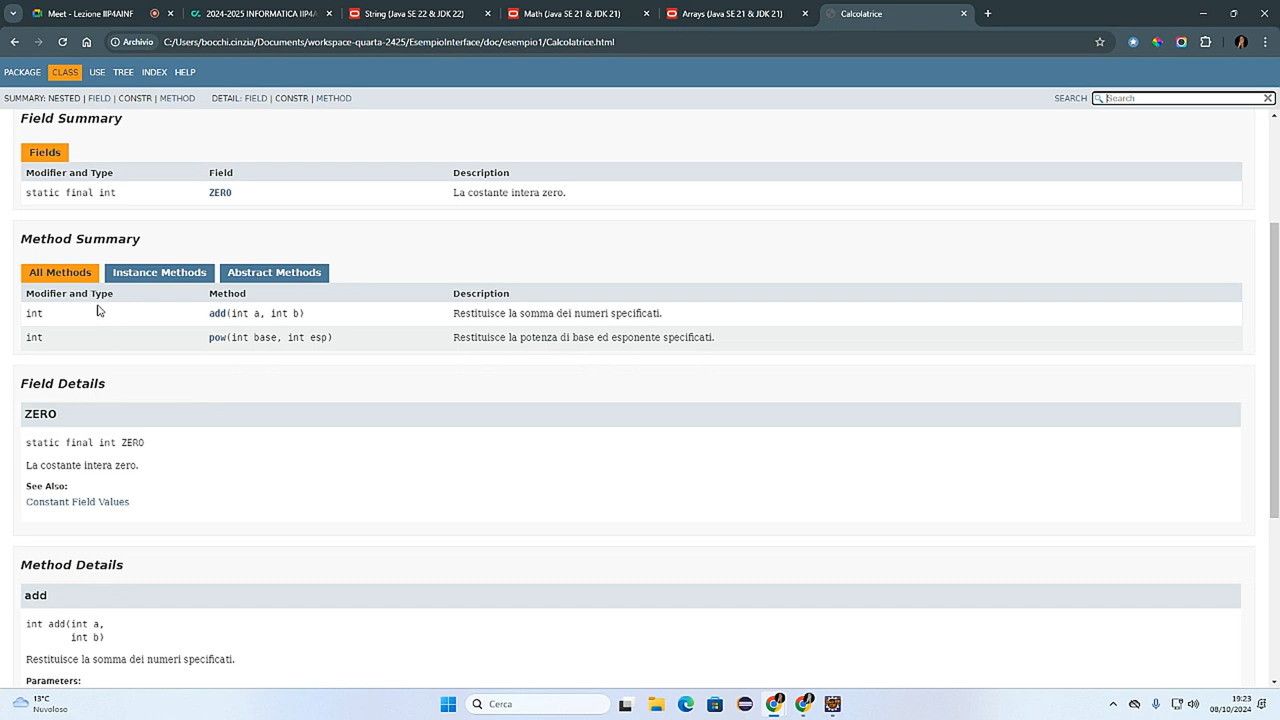 Meet - Lezione IIP4AINF
2024-2025 INFORMATICA IIP4A
String (Java SE 22 & JDK 22)
Math (Java SE 21 & JDK 21)
Arrays (Java SE 21 & JDK 21)
Calcolatrice
Archivio C:/Users/bocchi.cinzia/Documents/workspace-quarta-2425/EsempioInterface/doc/esempio1/Calcolatrice.html
PACKAGE CLASS USE TREE INDEX HELP
SUMMARY: NESTED | FIELD | CONSTR | METHOD DETAIL: FIELD | CONSTR | METHOD SEARCH Search
Field Summary
Fields
Modifier and Type Field Description
static final int ZERO La costante intera zero.
Method Summary
All Methods Instance Methods Abstract Methods
Modifier and Type Method Description
int add(int a, int b) Restituisce la somma dei numeri specificati.
int pow(int base, int esp) Restituisce la potenza di base ed esponente specificati.
Field Details
ZERO
static final int ZERO
La costante intera zero.
See Also:
Constant Field Values
Method Details
add
int add(int a,
int b)
Restituisce la somma dei numeri specificati.
Parameters:
13°C
Nuvoloso
Cerca
19:23
08/10/2024